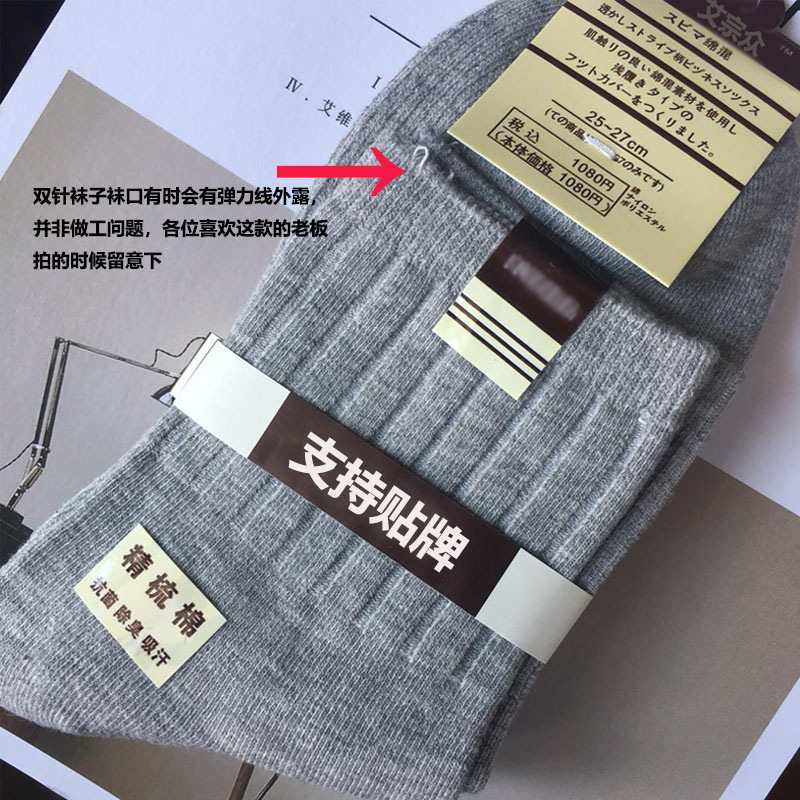 艾宗众
TM
スピマ綿混
透かしストライプ柄ビジネスソックス
肌触りの良い綿混素材を使用し
浅履きタイプの
フットカバーをつくりました。
25~27cm
税込 1080円
(本体価格 1080円)
綿
ナイロン
ポリエステル
I
IV．艾维
双针袜子袜口有时会有弹力线外露，
并非做工问题，各位喜欢这款的老板
拍的时候留意下
支持贴牌
精梳棉
抗菌 除臭 吸汗